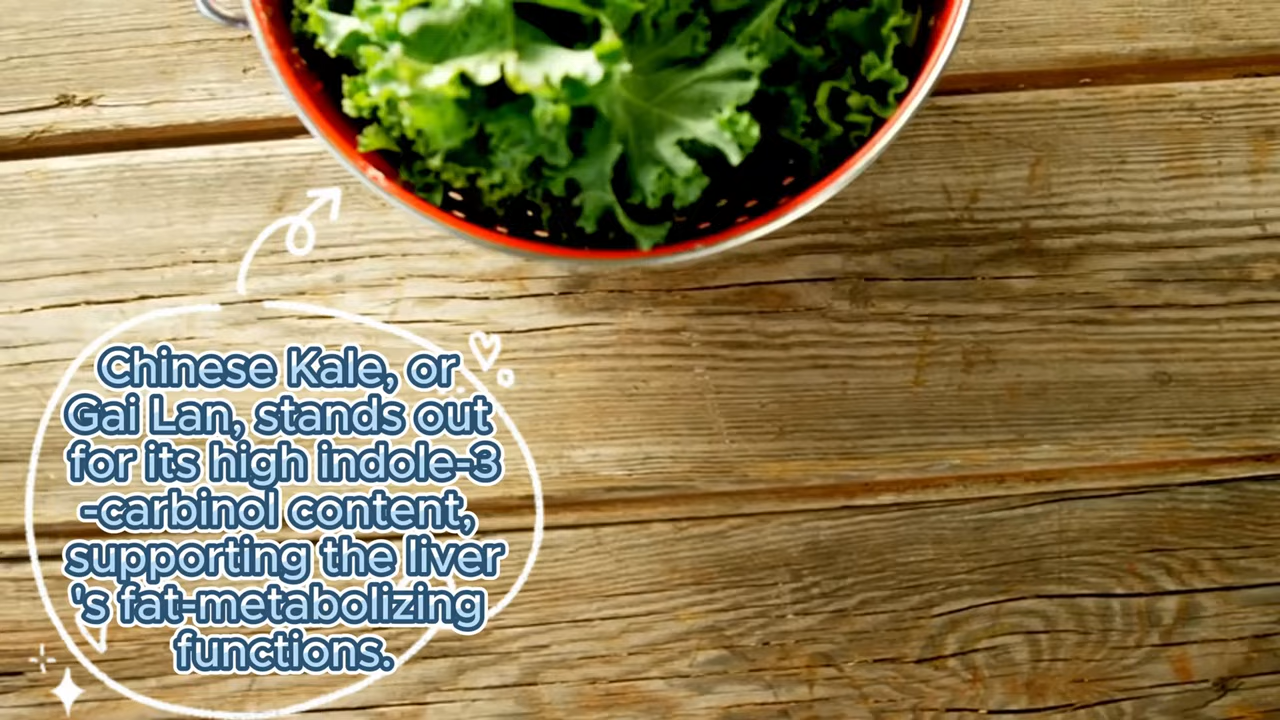 Chinese Kale, or
Gai Lan, stands out
for its high indole-3
-carbinol content,
supporting the liver
's fat-metabolizing
functions.